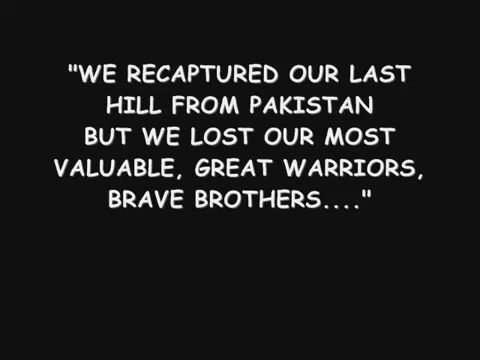 "WE RECAPTURED OUR LAST
HILL FROM PAKISTAN
BUT WE LOST OUR MOST
VALUABLE, GREAT WARRIORS,
BRAVE BROTHERS...."